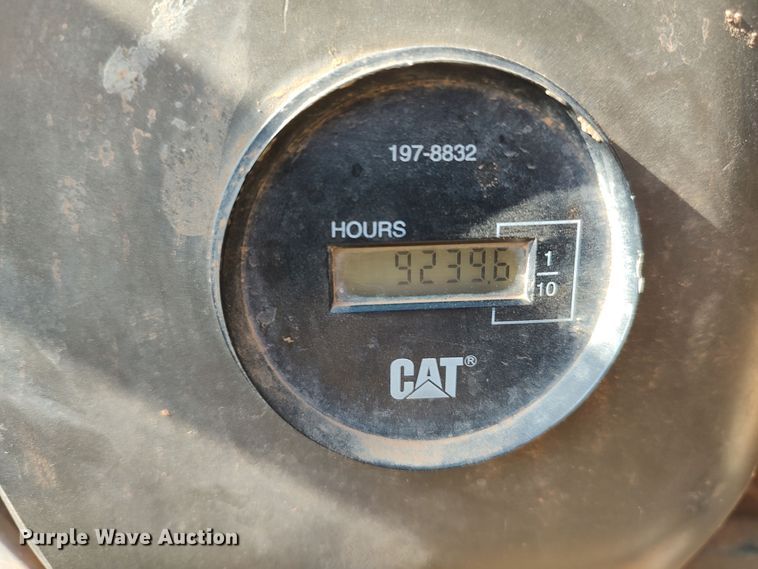 197-8832
HOURS
9239.6
1
10
CAT®
Purple Wave Auction